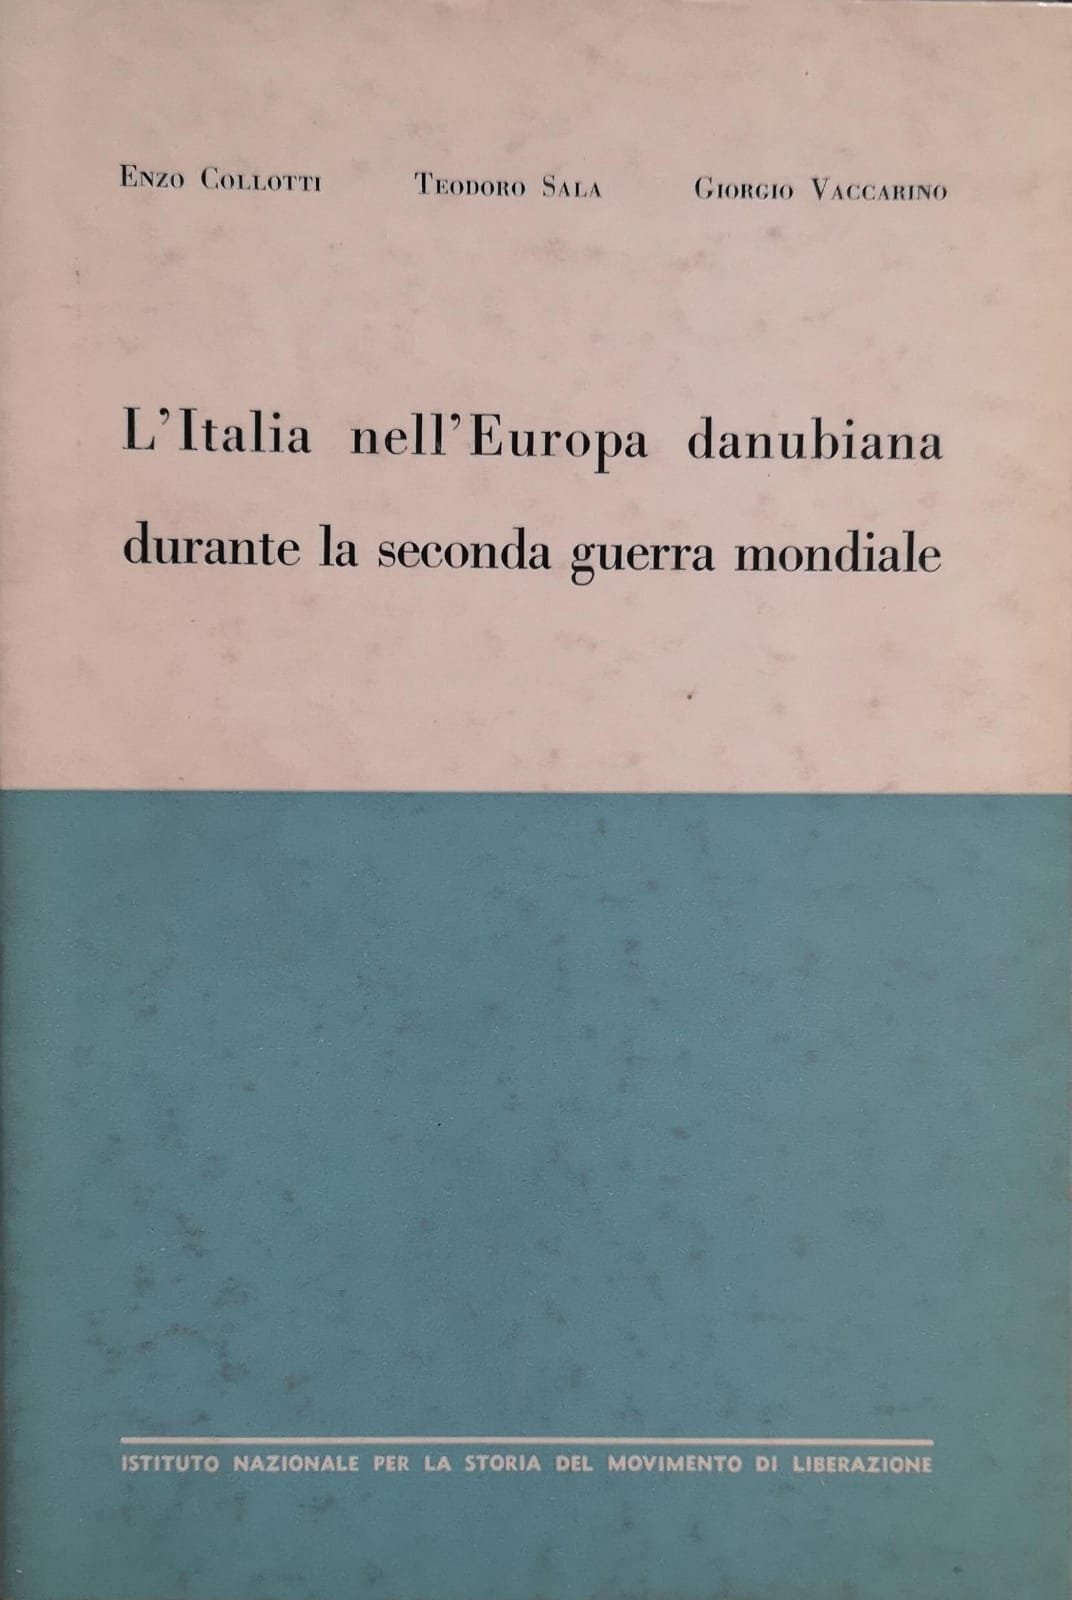 Enzo Collotti Teodoro Sala Giorgio Vaccarino
L'Italia nell'Europa danubiana
durante la seconda guerra mondiale
ISTITUTO NAZIONALE PER LA STORIA DEL MOVIMENTO DI LIBERAZIONE